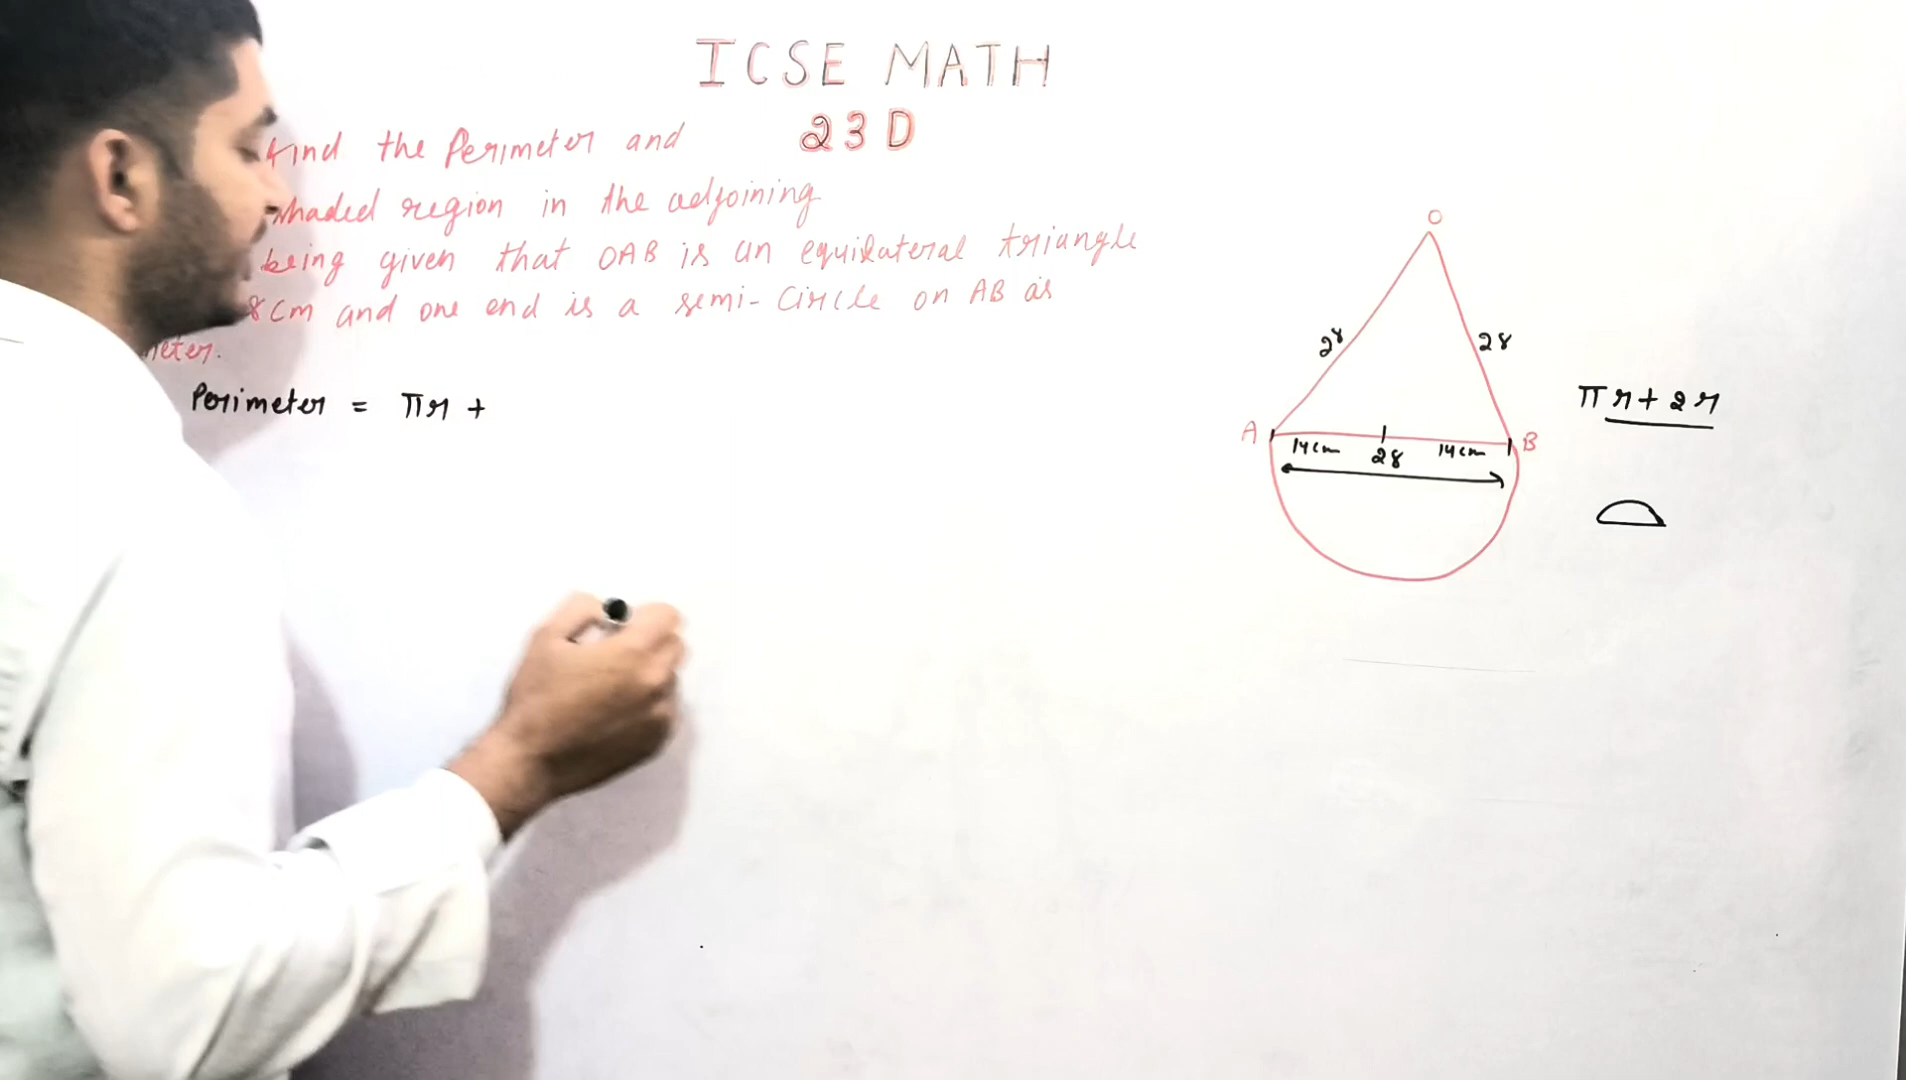 ICSE MATH
23D
find the Perimeter and
shaded region in the adjoining
being given that OAB is an equilateral triangle
8cm and one end is a semi-circle on AB as
meter.
Perimeter = πr +
O
28
28
A
B
14cm
28
14cm
πr + 2r